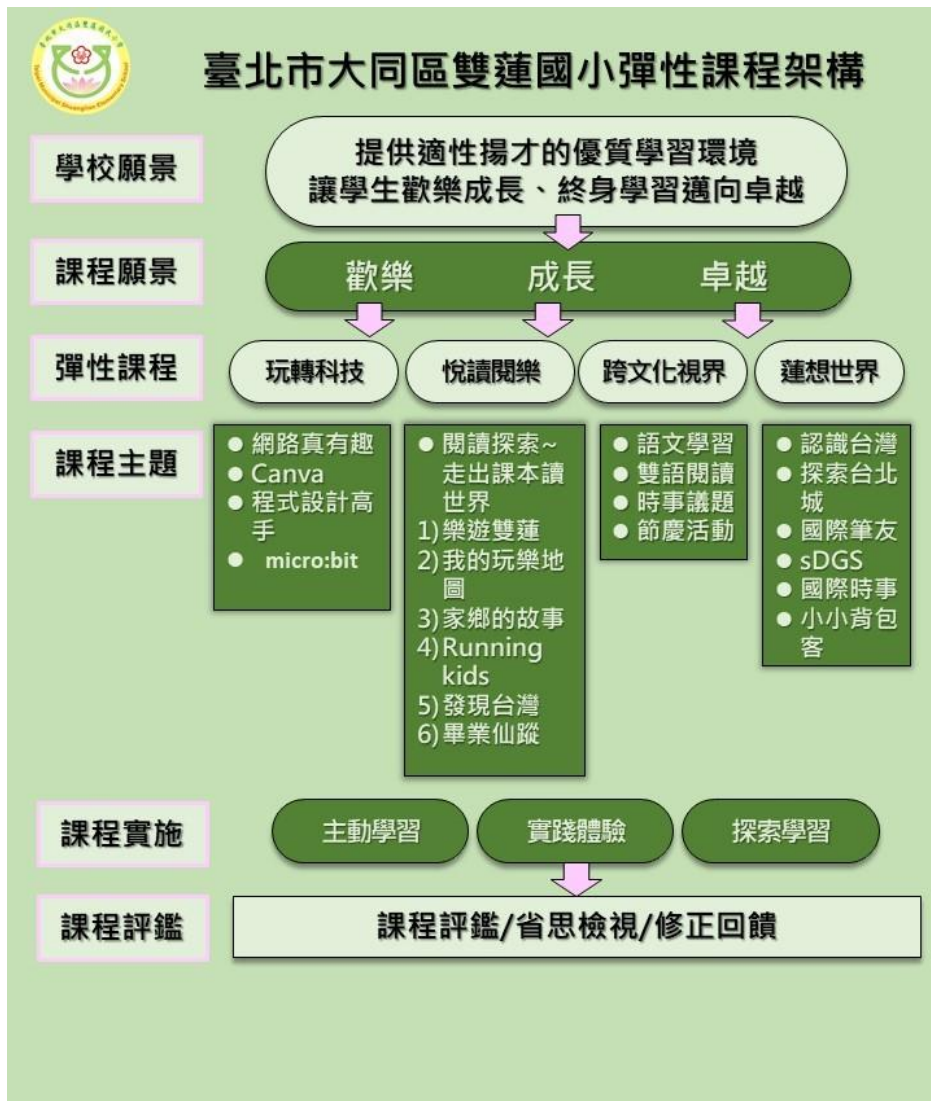 臺北市大同區雙蓮國小彈性課程架構
學校願景
提供適性揚才的優質學習環境
讓學生歡樂成長、終身學習邁向卓越
課程願景
歡樂
成長
卓越
彈性課程
玩轉科技
悅讀閱樂
跨文化視界
蓮想世界
課程主題
● 網路真有趣
● Canva
● 程式設計高
手
● micro:bit
● 閱讀探索~
走出課本讀
世界
1)樂遊雙蓮
2)我的玩樂地
圖
3)家鄉的故事
4)Running
kids
5)發現台灣
6)畢業仙蹤
● 語文學習
● 雙語閱讀
● 時事議題
● 節慶活動
● 認識台灣
● 探索台北
城
● 國際筆友
● sDGS
● 國際時事
● 小小背包
客
課程實施
主動學習
實踐體驗
探索學習
課程評鑑
課程評鑑/省思檢視/修正回饋